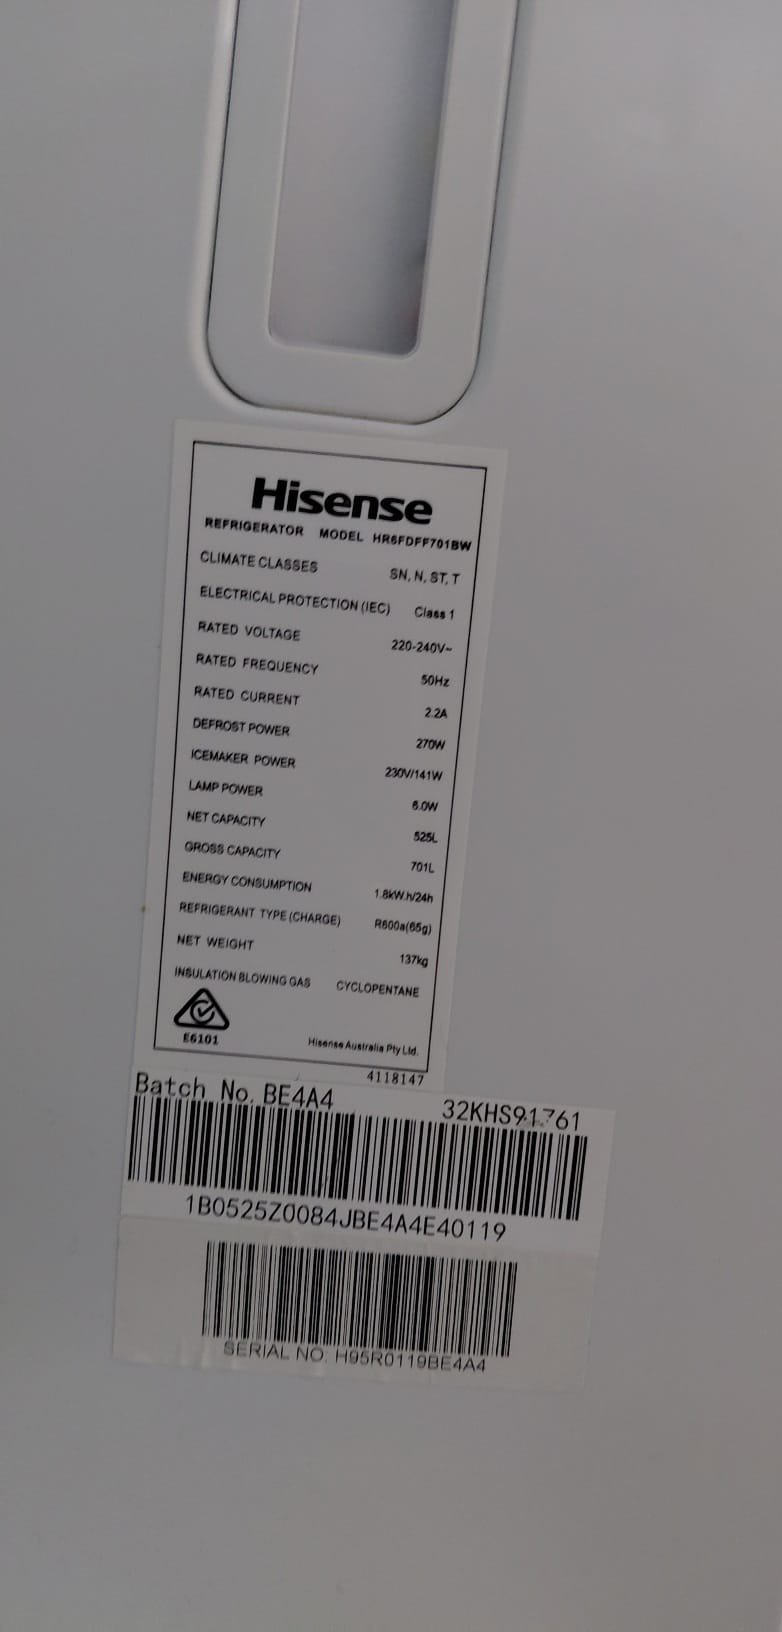 Hisense
REFRIGERATOR MODEL HR6FDFF701BW
CLIMATE CLASSES SN, N, ST, T
ELECTRICAL PROTECTION (IEC) Class 1
RATED VOLTAGE 220-240V~
RATED FREQUENCY 50Hz
RATED CURRENT 2.2A
DEFROST POWER 270W
ICEMAKER POWER 230V/141W
LAMP POWER 6.0W
NET CAPACITY 525L
GROSS CAPACITY 701L
ENERGY CONSUMPTION 1.8kW.h/24h
REFRIGERANT TYPE (CHARGE) R600a(65g)
NET WEIGHT 137kg
INSULATION BLOWING GAS CYCLOPENTANE
E6101 Hisense Australia Pty Ltd.
4118147
Batch No. BE4A4 32KHS91761
1B0525Z0084JBE4A4E40119
SERIAL NO: H95R0119BE4A4